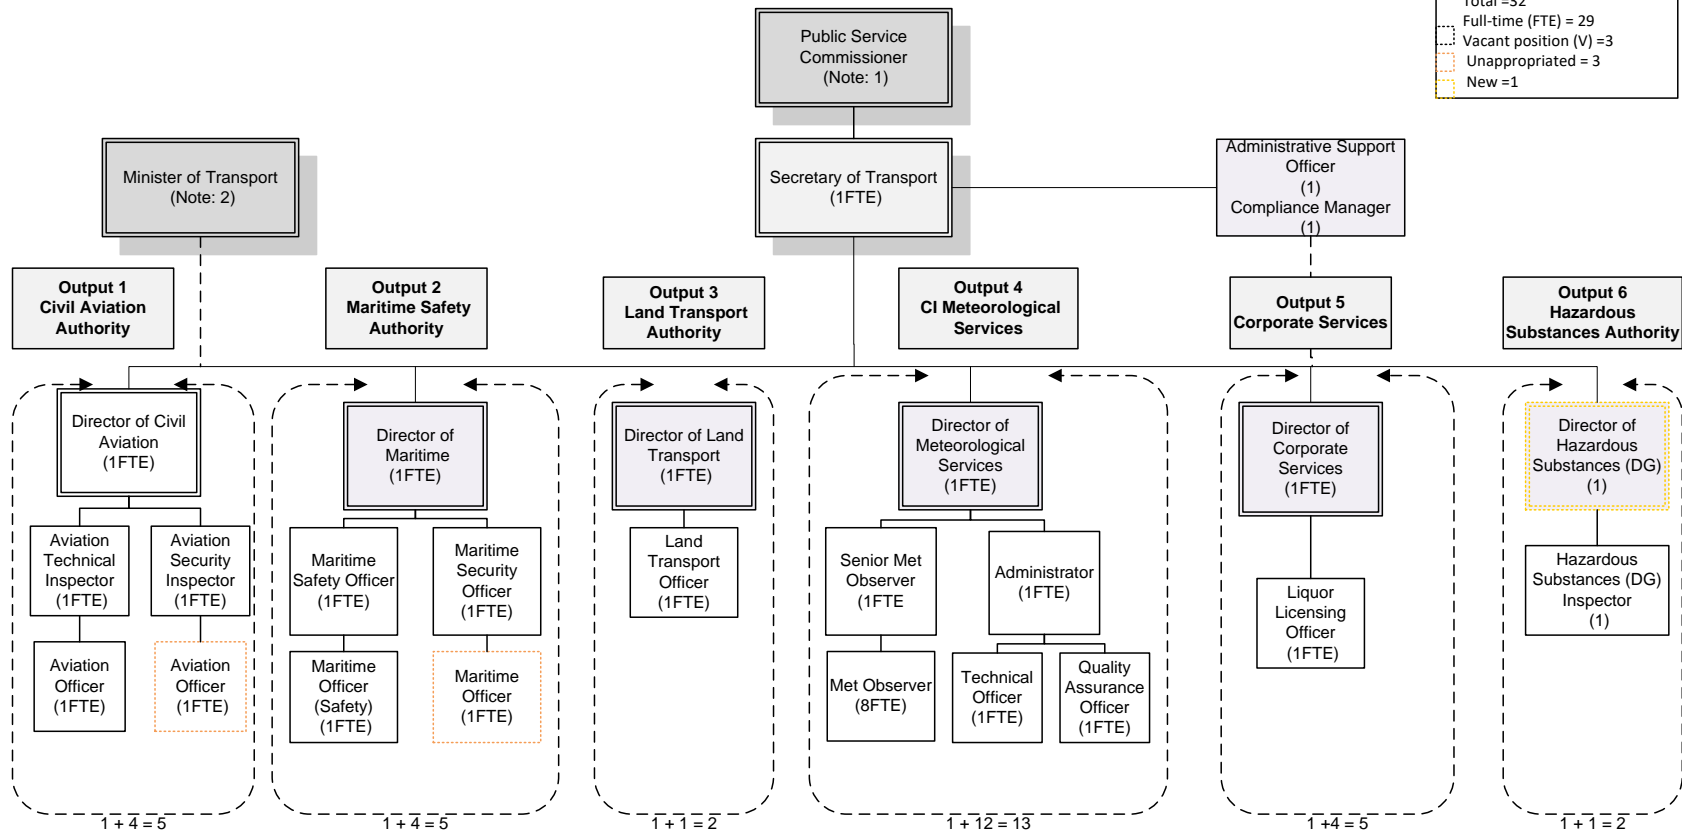 Total =32
Full-time (FTE) = 29
Vacant position (V) =3
Unappropriated = 3
New =1
Public Service
Commissioner
(Note: 1)
Minister of Transport
(Note: 2)
Secretary of Transport
(1FTE)
Administrative Support
Officer
(1)
Compliance Manager
(1)
Output 1
Civil Aviation
Authority
Output 2
Maritime Safety
Authority
Output 3
Land Transport
Authority
Output 4
CI Meteorological
Services
Output 5
Corporate Services
Output 6
Hazardous
Substances Authority
Director of Civil
Aviation
(1FTE)
Director of
Maritime
(1FTE)
Director of Land
Transport
(1FTE)
Director of
Meteorological
Services
(1FTE)
Director of
Corporate
Services
(1FTE)
Director of
Hazardous
Substances (DG)
(1)
Aviation
Technical
Inspector
(1FTE)
Aviation
Security
Inspector
(1FTE)
Maritime
Safety Officer
(1FTE)
Maritime
Security
Officer
(1FTE)
Land
Transport
Officer
(1FTE)
Senior Met
Observer
(1FTE
Administrator
(1FTE)
Liquor
Licensing
Officer
(1FTE)
Hazardous
Substances (DG)
Inspector
(1)
Aviation
Officer
(1FTE)
Aviation
Officer
(1FTE)
Maritime
Officer
(Safety)
(1FTE)
Maritime
Officer
(1FTE)
Met Observer
(8FTE)
Technical
Officer
(1FTE)
Quality
Assurance
Officer
(1FTE)
1 + 4 = 5
1 + 4 = 5
1 + 1 = 2
1 + 12 = 13
1 +4 = 5
1 + 1 = 2